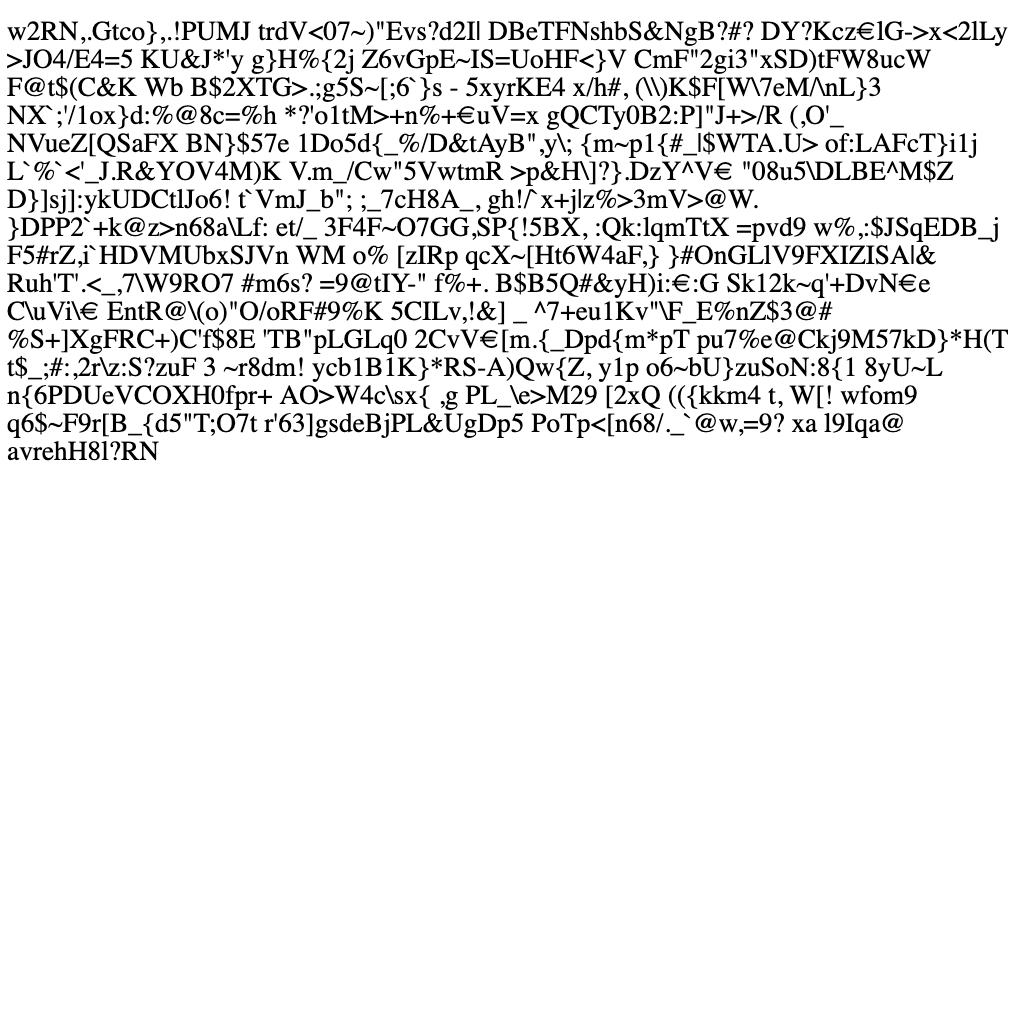 w2RN,.Gtco},.!PUMJ trdV<07~)"Evs?d2I| DBeTFNshbS&NgB?#? DY?Kcz€lG->x<2lLy
>JO4/E4=5 KU&J*'y g}H%{2j Z6vGpE~IS=UoHF<}V CmF"2gi3"xSD)tFW8ucW
F@t$(C&K Wb B$2XTG>.;g5S~[;6`}s - 5xyrKE4 x/h#, (\\)K$F[W\7eM/\nL}3
NX`;'/1ox}d:%@8c=%h *?'o1tM>+n%+€uV=x gQCTy0B2:P]"J+>/R (,O'_
NVueZ[QSaFX BN}$57e 1Do5d{_%/D&tAyB",y\; {m~p1{#_|$WTA.U> of:LAFcT}i1j
L`%`<'_J.R&YOV4M)K V.m_/Cw"5VwtmR >p&H\]?}.DzY^V€ "08u5\DLBE^M$Z
D}]sj]:ykUDCtlJo6! t`VmJ_b"; ;_7cH8A_, gh!/`x+j|z%>3mV>@W.
}DPP2`+k@z>n68a\Lf: et/_ 3F4F~O7GG,SP{!5BX, :Qk:lqmTtX =pvd9 w%,:$JSqEDB_j
F5#rZ,i`HDVMUbxSJVn WM o% [zIRp qcX~[Ht6W4aF,} }#OnGLlV9FXIZISA|&
Ruh'T'.<_,7\W9RO7 #m6s? =9@tIY-" f%+. B$B5Q#&yH)i:€:G Sk12k~q'+DvN€e
C\uVi\€ EntR@\(o)"O/oRF#9%K 5CILv,!&] _ ^7+eu1Kv"\F_E%nZ$3@#
%S+]XgFRC+)C'f$8E 'TB"pLGLq0 2CvV€[m.{_Dpd{m*pT pu7%e@Ckj9M57kD}*H(T
t$_;#:,2r\z:S?zuF 3 ~r8dm! ycb1B1K}*RS-A)Qw{Z, y1p o6~bU}zuSoN:8{1 8yU~L
n{6PDUeVCOXH0fpr+ AO>W4c\sx{ ,g PL_\e>M29 [2xQ (({kkm4 t, W[! wfom9
q6$~F9r[B_{d5"T;O7t r'63]gsdeBjPL&UgDp5 PoTp<[n68/._`@w,=9? xa l9Iqa@
avrehH8l?RN